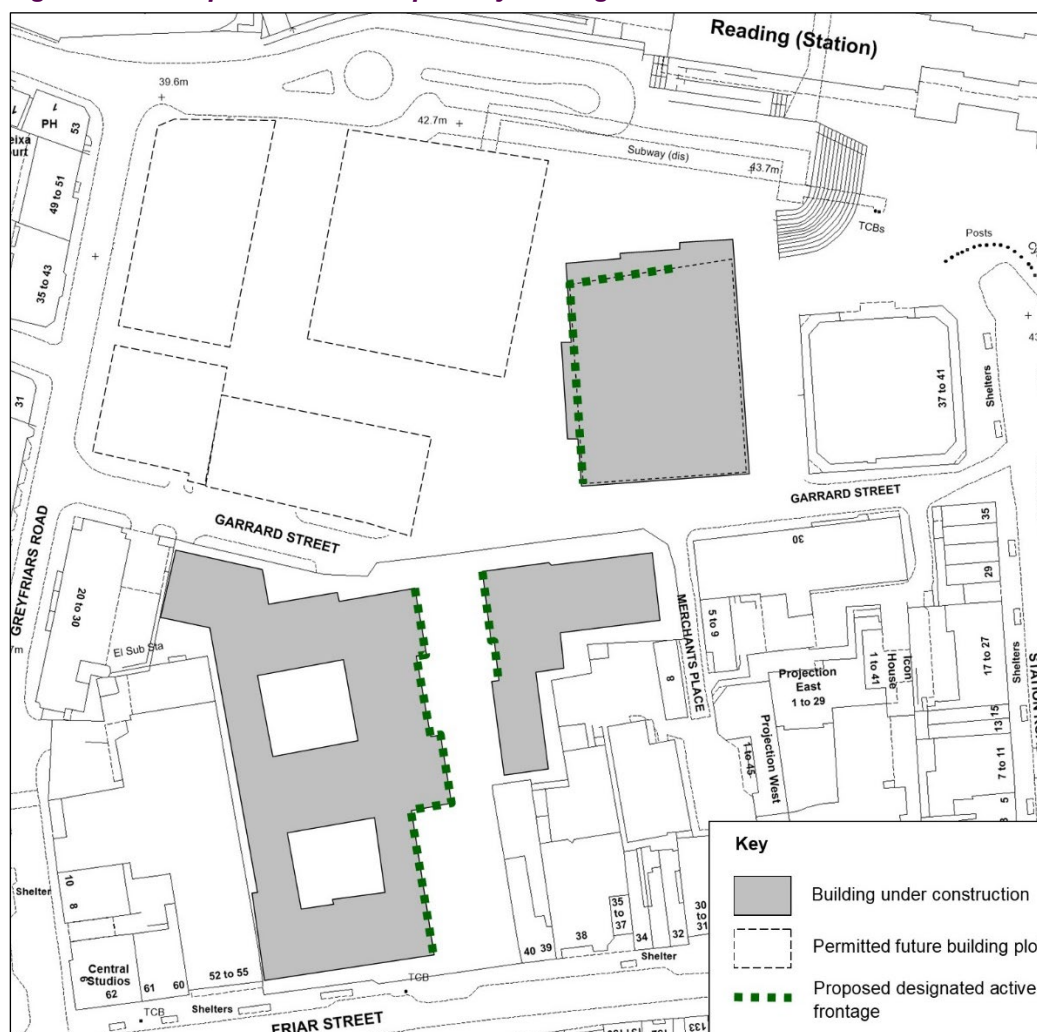 Reading (Station)
39.6m
42.7m
Subway (dis)
43.7m
TCBs
Posts
1
PH
53
eixa
ourt
49 to 51
35 to 43
31
37 to 41
Shelters
GARRARD STREET
GARRARD STREET
GREYFRIARS ROAD
20 to 30
El Sub Sta
MERCHANTS PLACE
30
35
29
5 to 9
8
Projection
East
1 to 29
1 to 41
Icon
House
17 to 27
Shelters
15
13
7 to 11
5
Projection West
1 to 45
Shelter
10
8
Central
Studios
62
61
60
52 to 55
Shelters
TCB
TCB
FRIAR STREET
40
39
38
35
to
37
34
32
30
to
31
Shelter
133
Key
Building under construction
Permitted future building plo
Proposed designated active
frontage